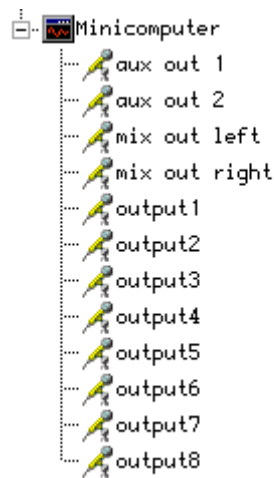 Minicomputer
aux out 1
aux out 2
mix out left
mix out right
output1
output2
output3
output4
output5
output6
output7
output8